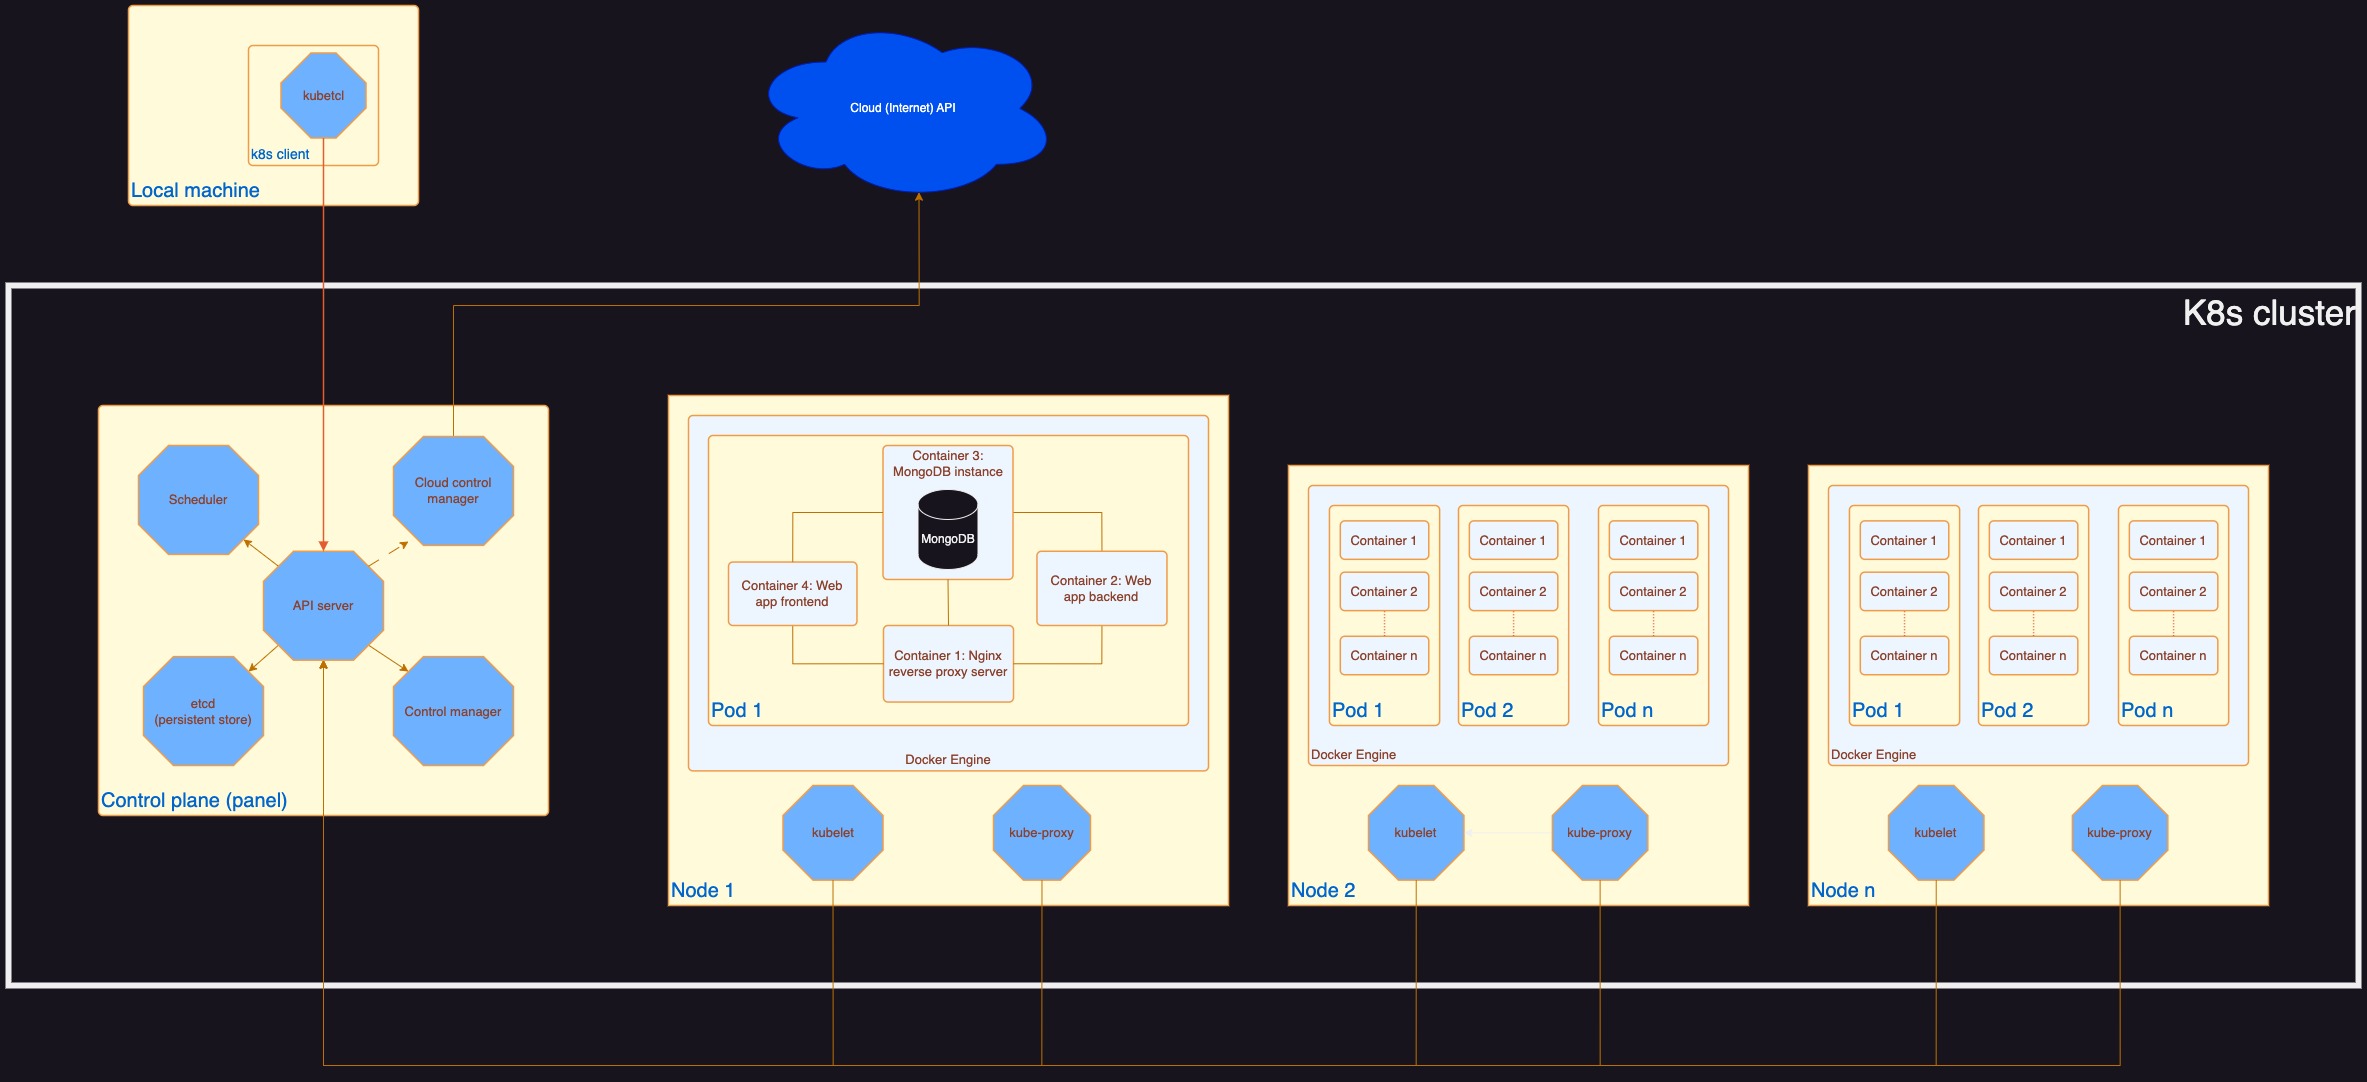 kubetcl
k8s client
Local machine
Cloud (Internet) API
K8s cluster
Scheduler
Cloud control
manager
API server
etcd
(persistent store)
Control manager
Control plane (panel)
Container 3:
MongoDB instance
MongoDB
Container 4: Web
app frontend
Container 2: Web
app backend
Container 1: Nginx
reverse proxy server
Pod 1
Docker Engine
kubelet
kube-proxy
Node 1
Container 1
Container 2
Container n
Pod 1
Container 1
Container 2
Container n
Pod 2
Container 1
Container 2
Container n
Pod n
Docker Engine
kubelet
kube-proxy
Node 2
Container 1
Container 2
Container n
Pod 1
Container 1
Container 2
Container n
Pod 2
Container 1
Container 2
Container n
Pod n
Docker Engine
kubelet
kube-proxy
Node n